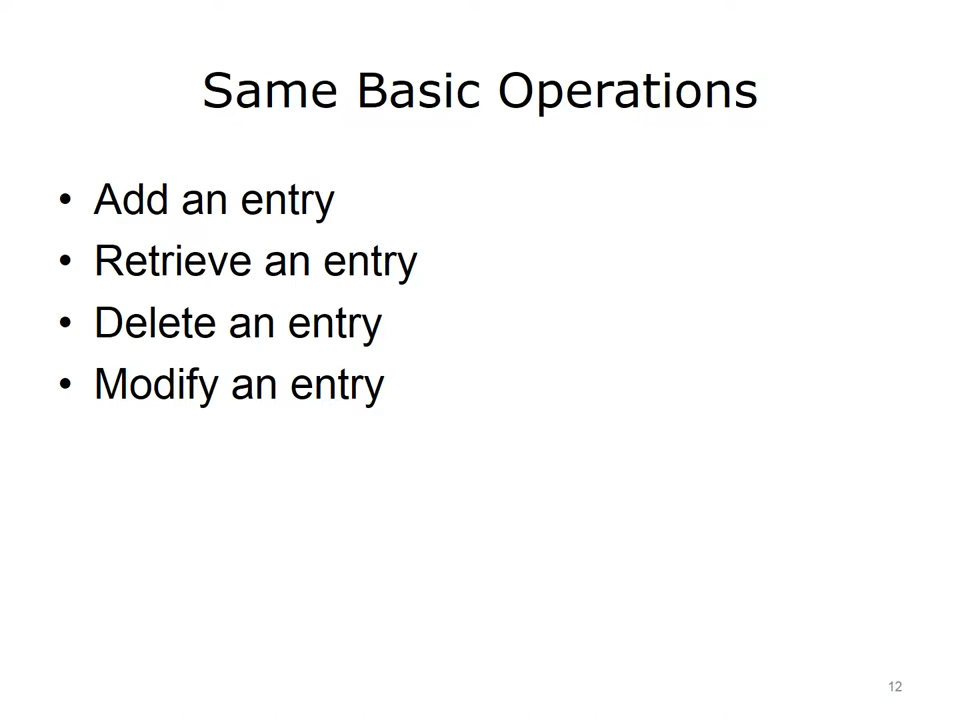 Same Basic Operations
• Add an entry
• Retrieve an entry
• Delete an entry
• Modify an entry
12